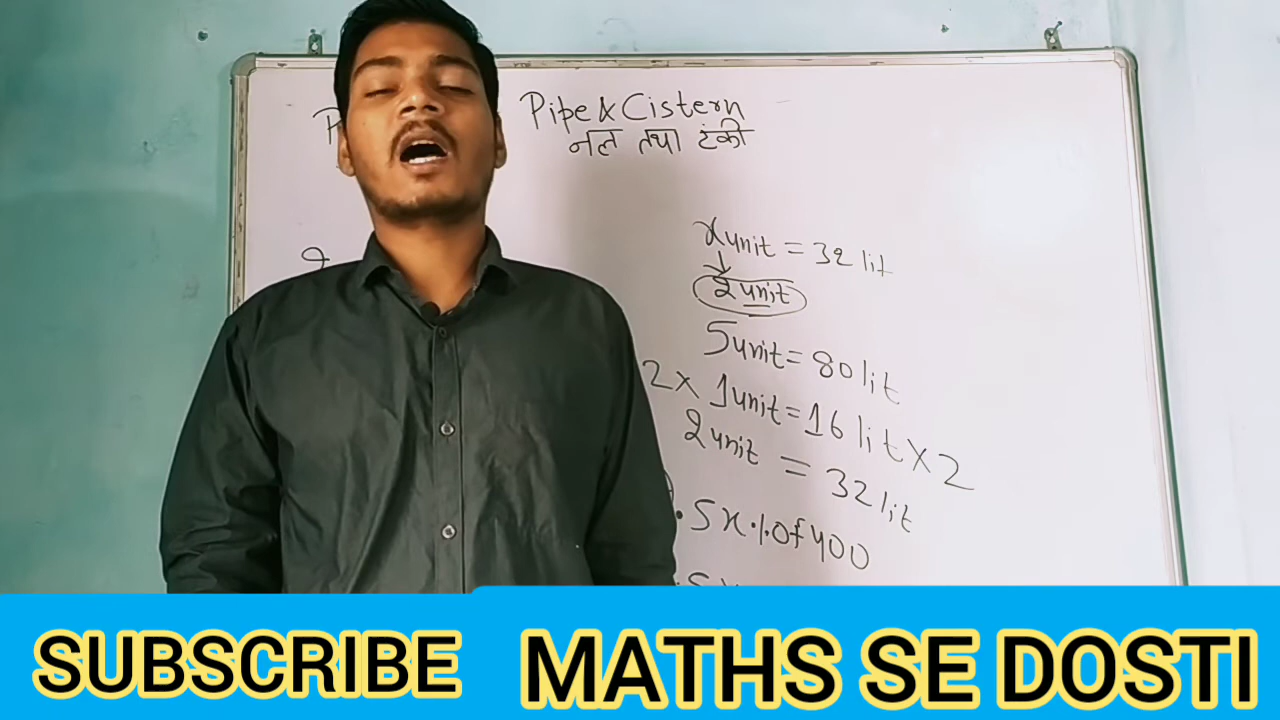 Pipe & Cistern
नल तथा टंकी
x unit = 32 lit
2 unit
5 unit = 80 lit
2 × 1 unit = 16 lit × 2
2 unit = 32 lit
.5x % of 400
SUBSCRIBE MATHS SE DOSTI